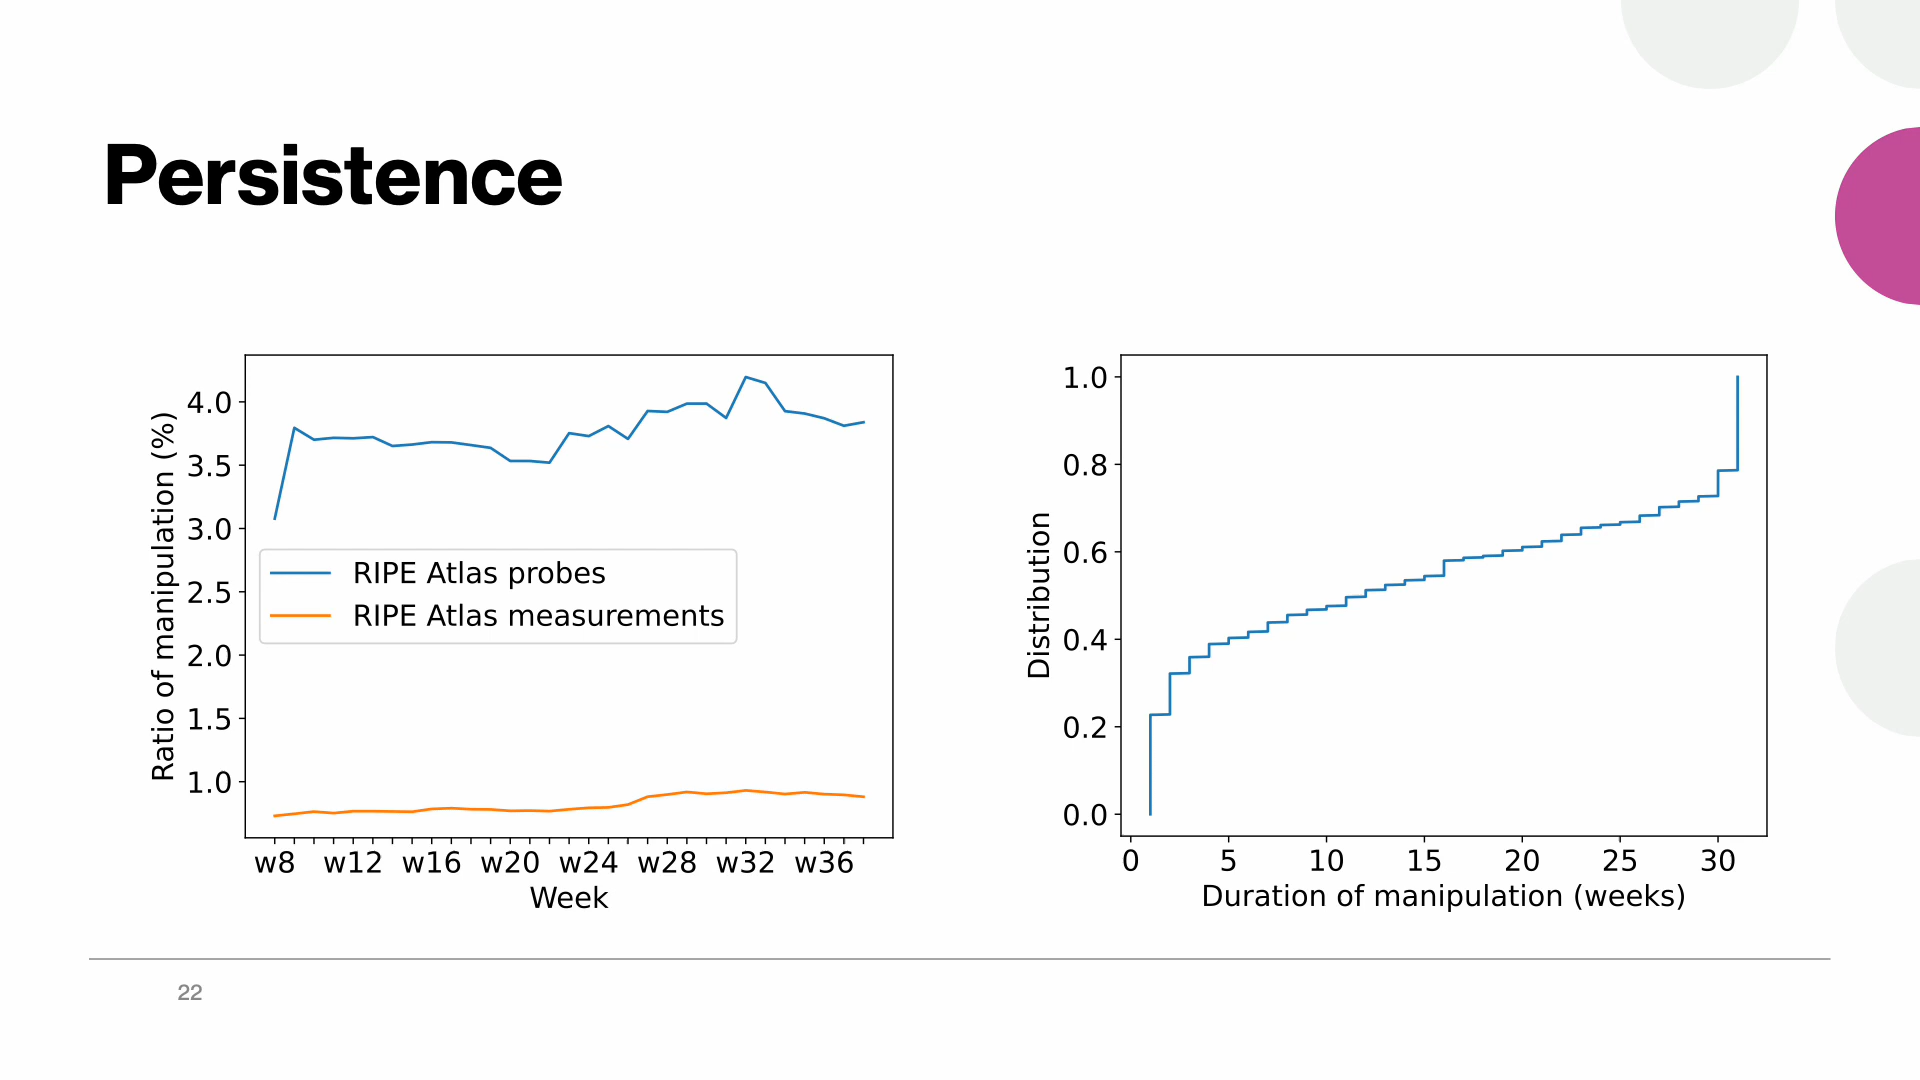 Persistence
Ratio of manipulation (%)
4.0
3.5
3.0
2.5
2.0
1.5
1.0
RIPE Atlas probes
RIPE Atlas measurements
w8 w12 w16 w20 w24 w28 w32 w36
Week
Distribution
1.0
0.8
0.6
0.4
0.2
0.0
0 5 10 15 20 25 30
Duration of manipulation (weeks)
22